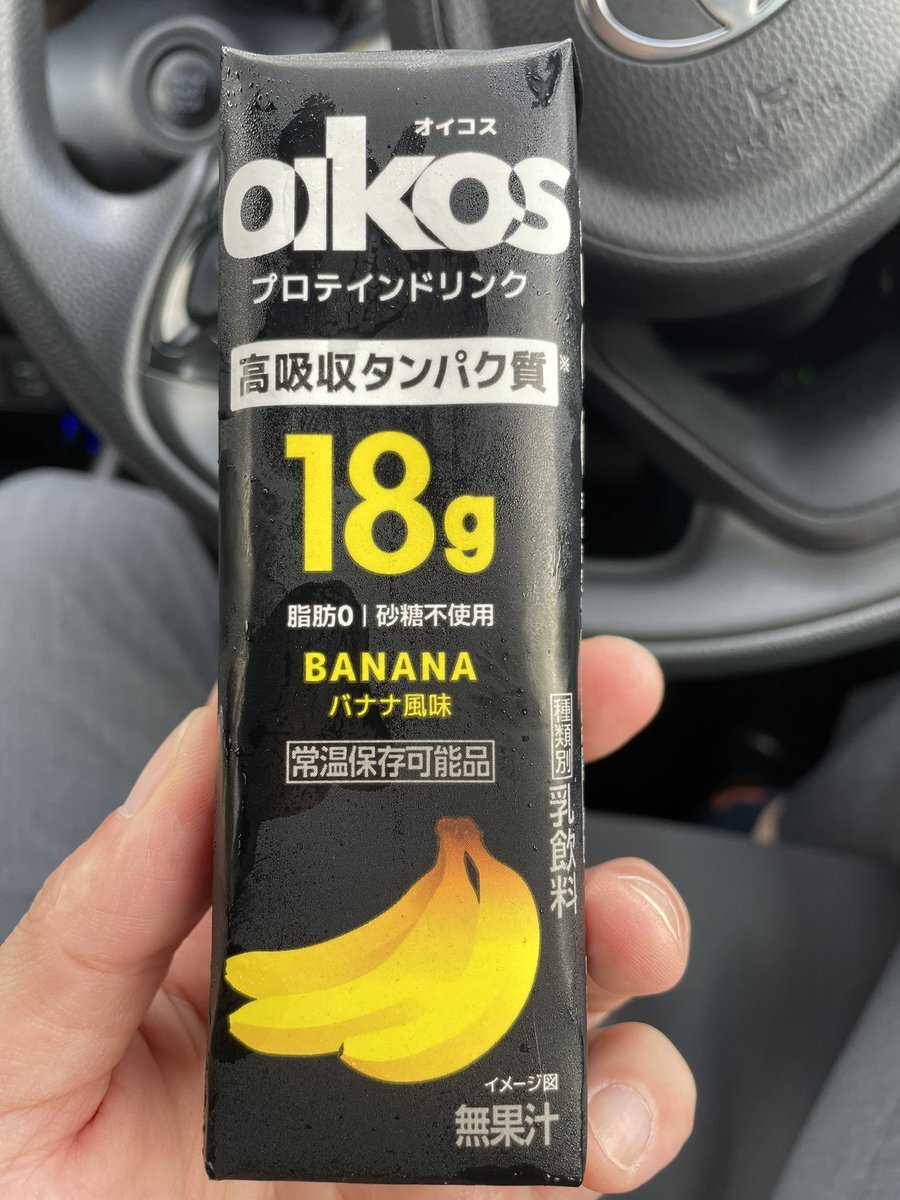 オイコス
oikos
プロテインドリンク
高吸収タンパク質※
18g
脂肪0 | 砂糖不使用
BANANA
バナナ風味
常温保存可能品
種類別 乳飲料
イメージ図
無果汁